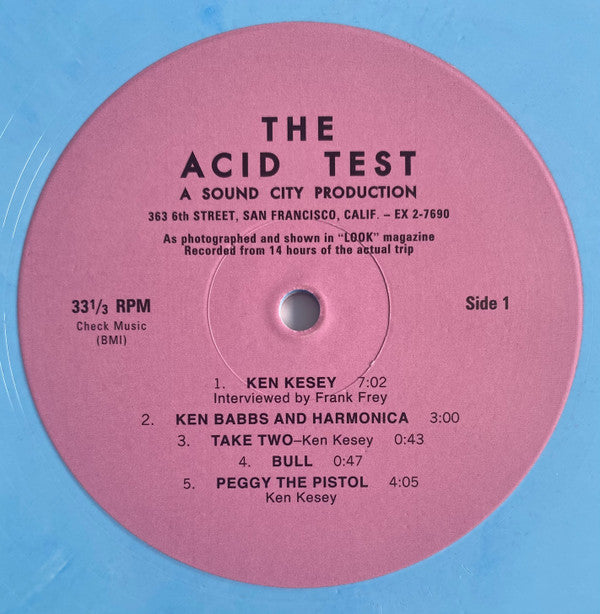 THE
ACID TEST
A SOUND CITY PRODUCTION
363 6th STREET, SAN FRANCISCO, CALIF. – EX 2-7690
As photographed and shown in “LOOK” magazine
Recorded from 14 hours of the actual trip
33 1/3 RPM
Check Music
(BMI)
Side 1
1. KEN KESEY 7:02
Interviewed by Frank Frey
2. KEN BABBS AND HARMONICA 3:00
3. TAKE TWO–Ken Kesey 0:43
4. BULL 0:47
5. PEGGY THE PISTOL 4:05
Ken Kesey